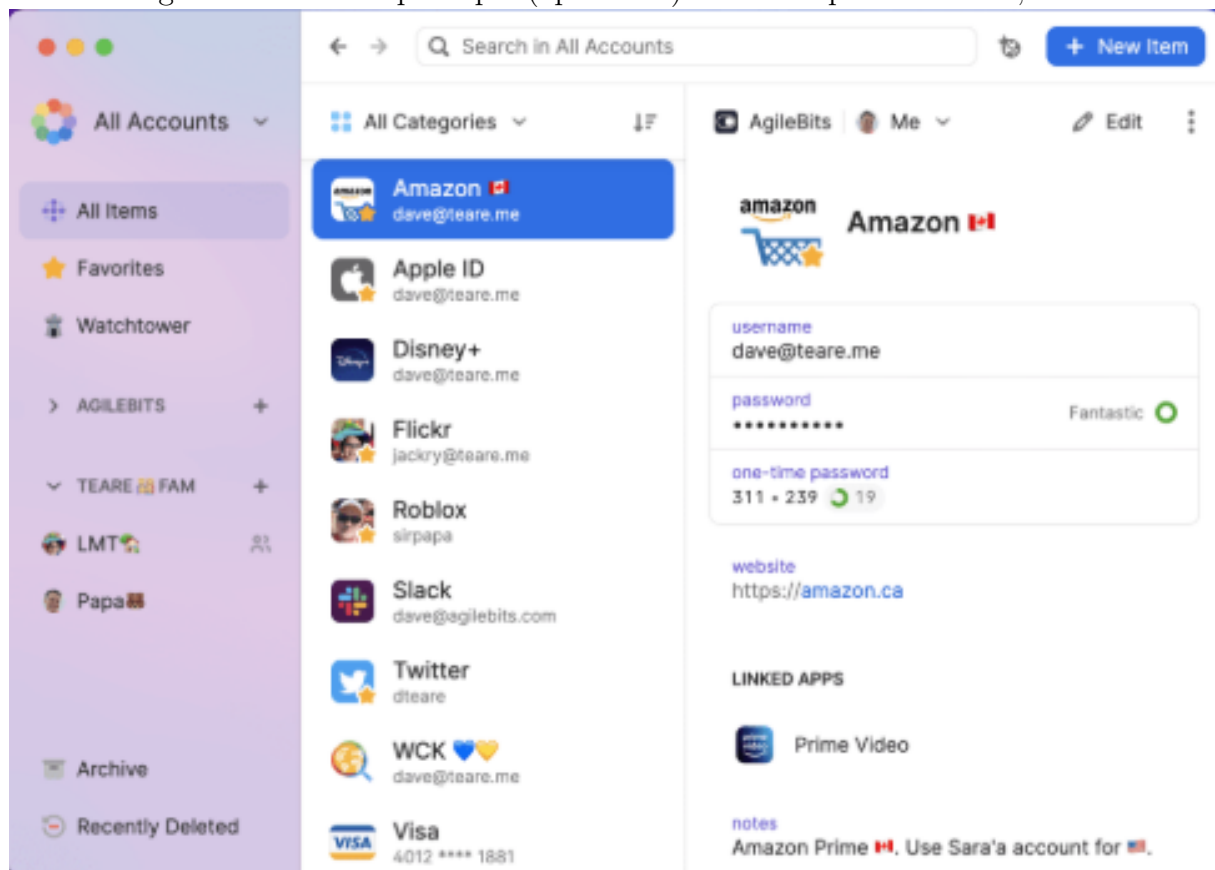 Search in All Accounts
+ New Item
All Accounts
All Items
Favorites
Watchtower
AGILEBITS
TEARE FAM
LMT
Papa
Archive
Recently Deleted
All Categories
Amazon
dave@teare.me
Apple ID
dave@teare.me
Disney+
dave@teare.me
Flickr
jackry@teare.me
Roblox
sirpapa
Slack
dave@agilebits.com
Twitter
dteare
WCK 💙💛
dave@teare.me
VISA
Visa
4012 **** 1881
AgileBits Me
Edit
amazon
Amazon 🇨🇦
username
dave@teare.me
password
••••••••••
Fantastic
one-time password
311 • 239 19
website
https://amazon.ca
LINKED APPS
Prime Video
notes
Amazon Prime 🇨🇦. Use Sara'a account for 🇺🇸.